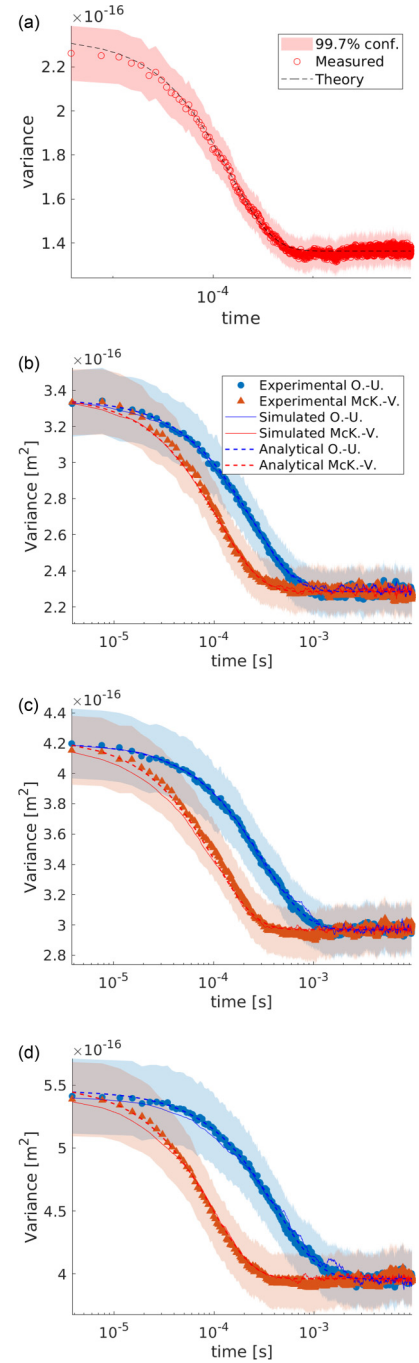 (a)
×10⁻¹⁶
2.2
2
1.8
1.6
1.4
variance
99.7% conf.
Measured
Theory
10⁻⁴
time
(b)
×10⁻¹⁶
3.4
3.2
3
2.8
2.6
2.4
2.2
Variance [m²]
Experimental O.-U.
Experimental McK.-V.
Simulated O.-U.
Simulated McK.-V.
Analytical O.-U.
Analytical McK.-V.
10⁻⁵ 10⁻⁴ 10⁻³
time [s]
(c)
×10⁻¹⁶
4.4
4.2
4
3.8
3.6
3.4
3.2
3
2.8
Variance [m²]
10⁻⁵ 10⁻⁴ 10⁻³
time [s]
(d)
×10⁻¹⁶
5.5
5
4.5
4
Variance [m²]
10⁻⁵ 10⁻⁴ 10⁻³
time [s]